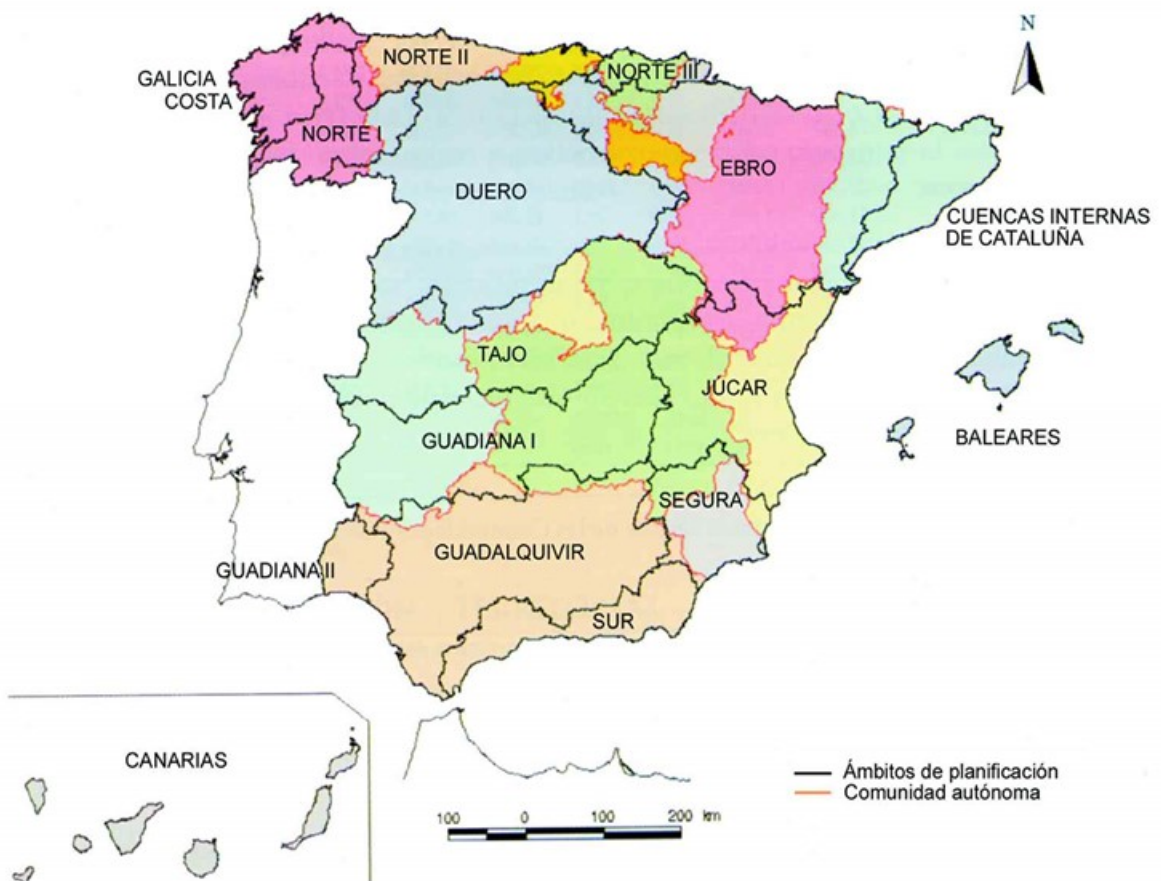 N
NORTE II
NORTE III
GALICIA
COSTA
NORTE I
EBRO
DUERO
CUENCAS INTERNAS
DE CATALUÑA
TAJO
JÚCAR
BALEARES
GUADIANA I
SEGURA
GUADALQUIVIR
GUADIANA II
SUR
CANARIAS
Ámbitos de planificación
Comunidad autónoma
100 0 100 200 km